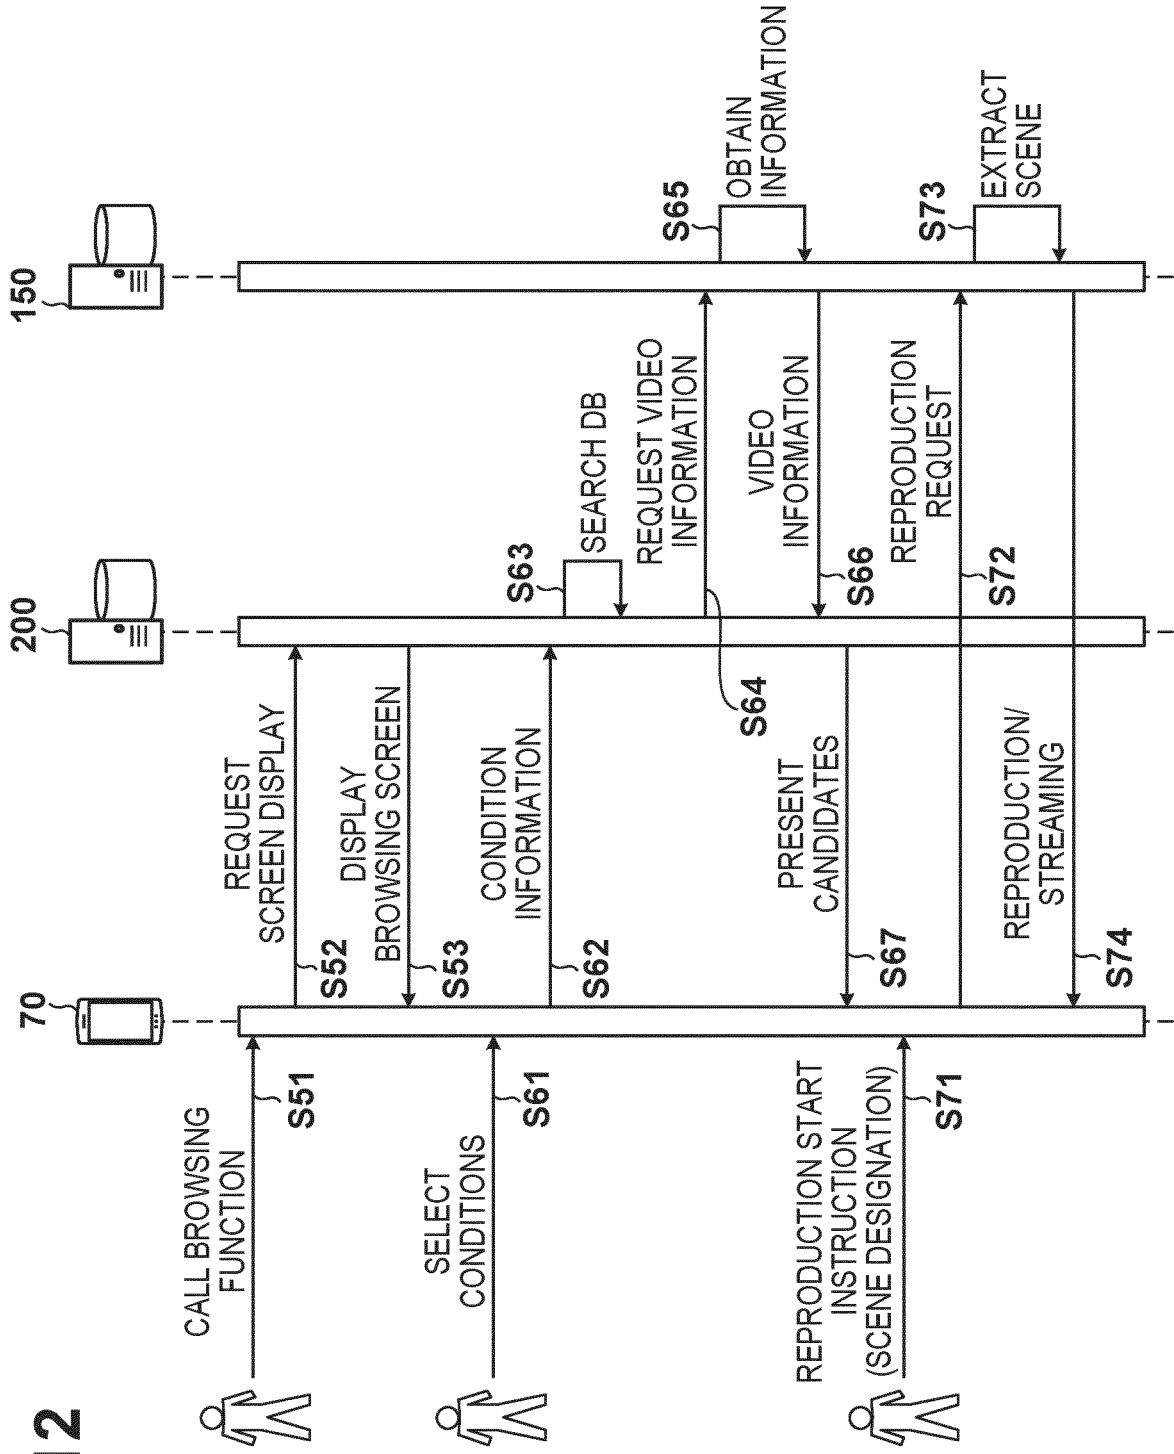 2
70
200
150
CALL BROWSING
FUNCTION
S51
REQUEST
SCREEN DISPLAY
S52
DISPLAY
BROWSING SCREEN
S53
SELECT
CONDITIONS
S61
CONDITION
INFORMATION
S62
S63
SEARCH DB
REQUEST VIDEO
INFORMATION
S64
S65
OBTAIN
INFORMATION
VIDEO
INFORMATION
S66
PRESENT
CANDIDATES
S67
REPRODUCTION START
INSTRUCTION
(SCENE DESIGNATION)
S71
REPRODUCTION
REQUEST
S72
S73
EXTRACT
SCENE
REPRODUCTION/
STREAMING
S74